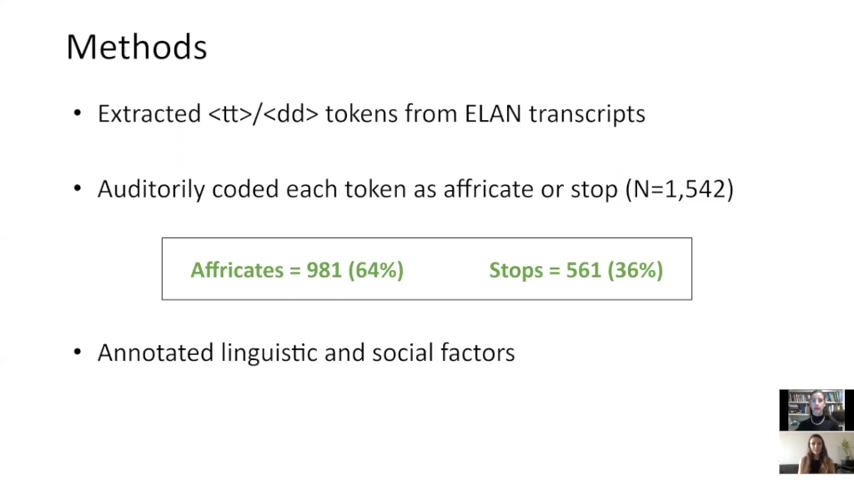 Methods
• Extracted <tt>/<dd> tokens from ELAN transcripts
• Auditorily coded each token as affricate or stop (N=1,542)
Affricates = 981 (64%) Stops = 561 (36%)
• Annotated linguistic and social factors